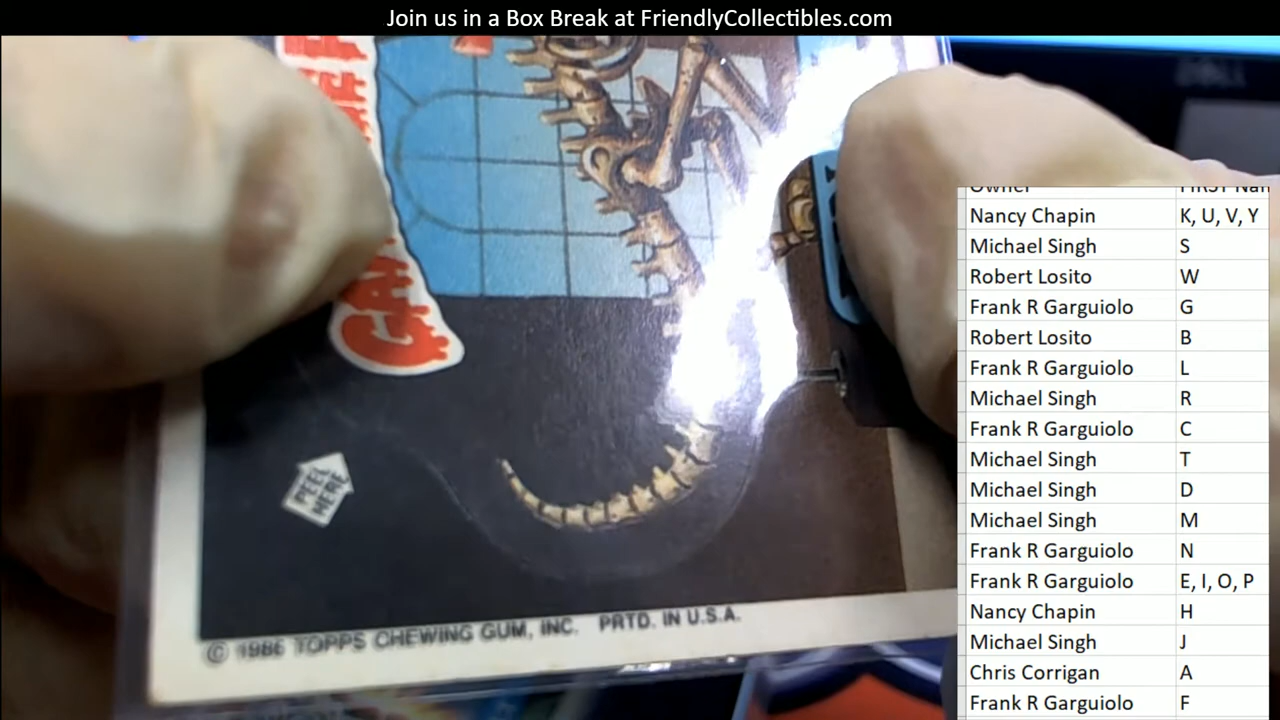 Join us in a Box Break at FriendlyCollectibles.com
DELL
Owner
Nancy Chapin K, U, V, Y
Michael Singh S
Robert Losito W
Frank R Garguiolo G
Robert Losito B
Frank R Garguiolo L
Michael Singh R
Frank R Garguiolo C
Michael Singh T
Michael Singh D
Michael Singh M
Frank R Garguiolo N
Frank R Garguiolo E, I, O, P
Nancy Chapin H
Michael Singh J
Chris Corrigan A
Frank R Garguiolo F
PEEL
HERE
© 1986 TOPPS CHEWING GUM, INC. PRTD. IN U.S.A.